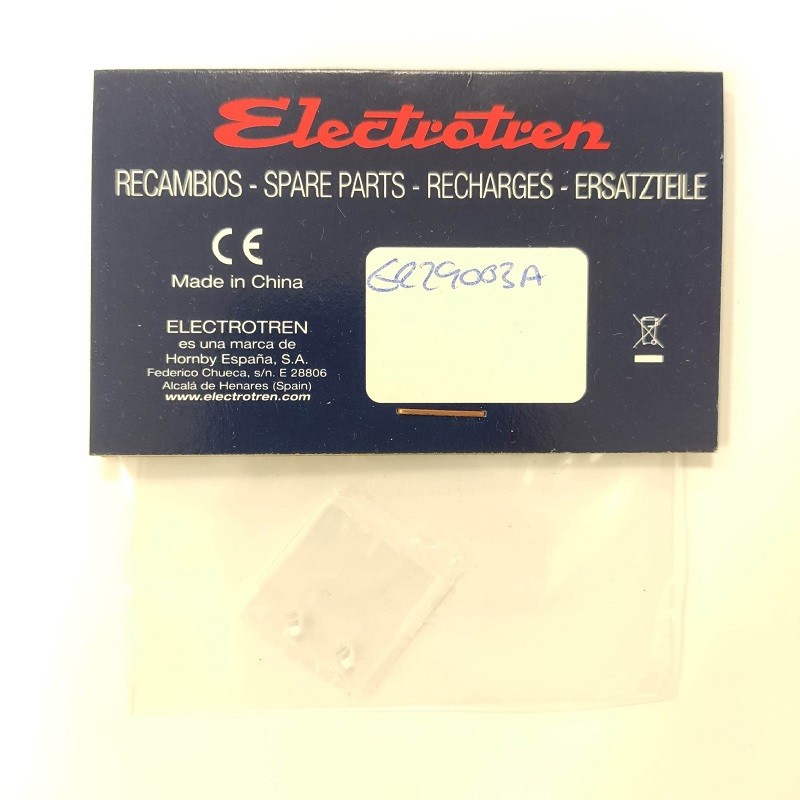 Electrotren
RECAMBIOS - SPARE PARTS - RECHARGES - ERSATZTEILE
CE
Made in China
ELECTROTREN
es una marca de
Hornby España, S.A.
Federico Chueca, s/n. E 28806
Alcalá de Henares (Spain)
www.electrotren.com